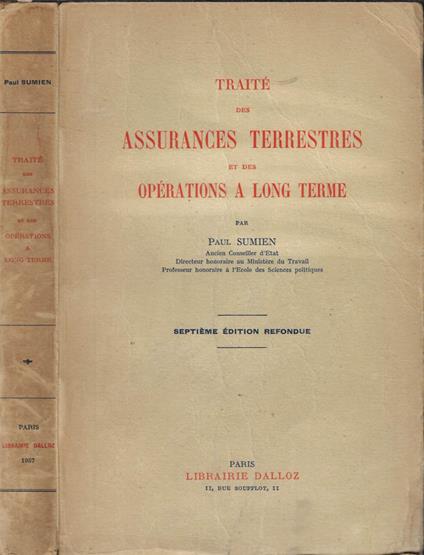 Paul SUMIEN
TRAITÉ
DES
ASSURANCES
TERRESTRES
ET DES
OPÉRATIONS
A
LONG TERME
PARIS
LIBRAIRIE DALLOZ
1957
TRAITÉ
DES
ASSURANCES TERRESTRES
ET DES
OPÉRATIONS A LONG TERME
PAR
PAUL SUMIEN
Ancien Conseiller d'Etat
Directeur honoraire au Ministère du Travail
Professeur honoraire à l'Ecole des Sciences politiques
SEPTIÈME ÉDITION REFONDUE
PARIS
LIBRAIRIE DALLOZ
11, RUE SOUFFLOT, 11